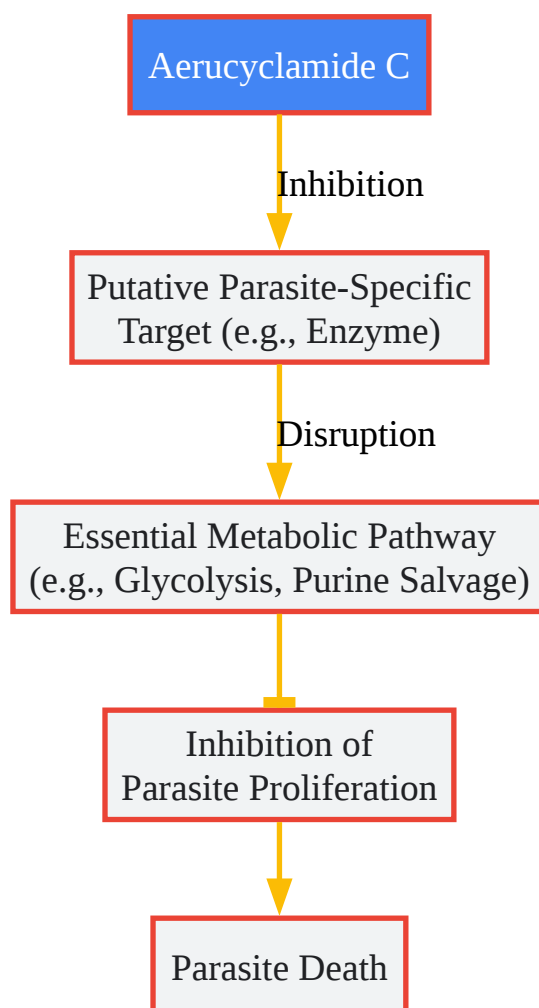 Aerucyclamide C
Inhibition
Putative Parasite-Specific
Target (e.g., Enzyme)
Disruption
Essential Metabolic Pathway
(e.g., Glycolysis, Purine Salvage)
Inhibition of
Parasite Proliferation
Parasite Death